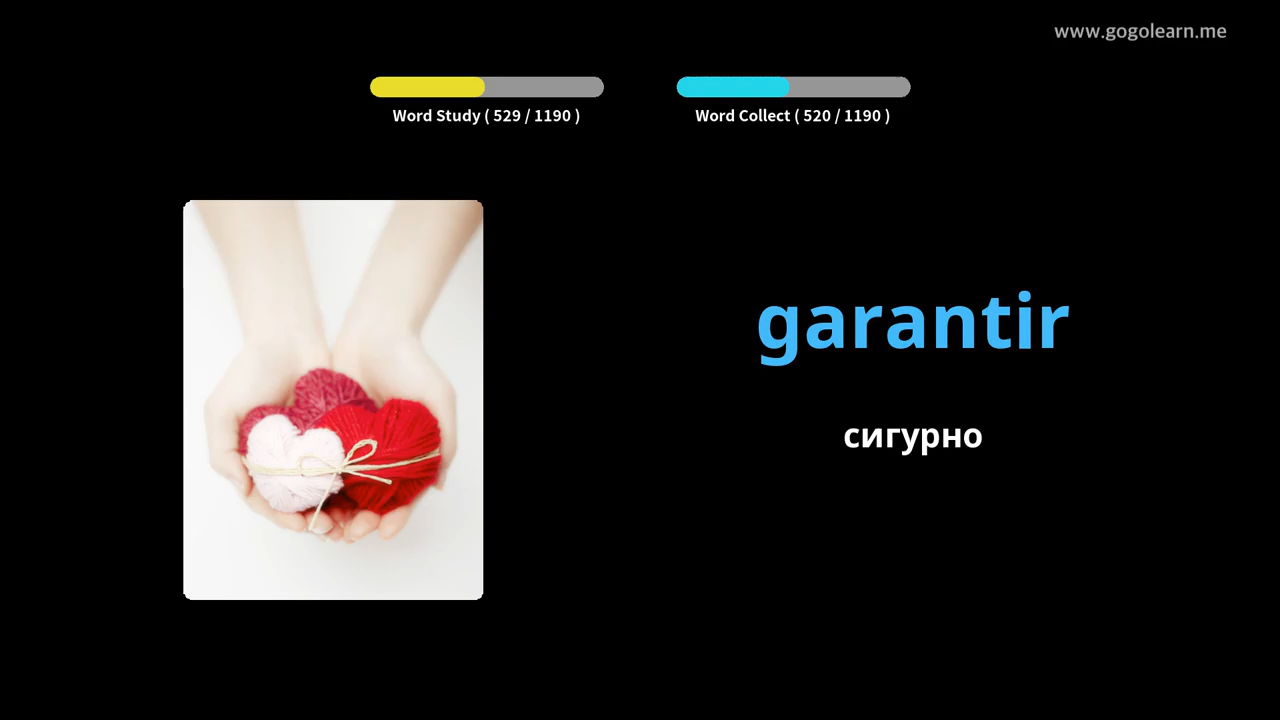 www.gogolearn.me
Word Study ( 529 / 1190 )
Word Collect ( 520 / 1190 )
garantir
сигурно